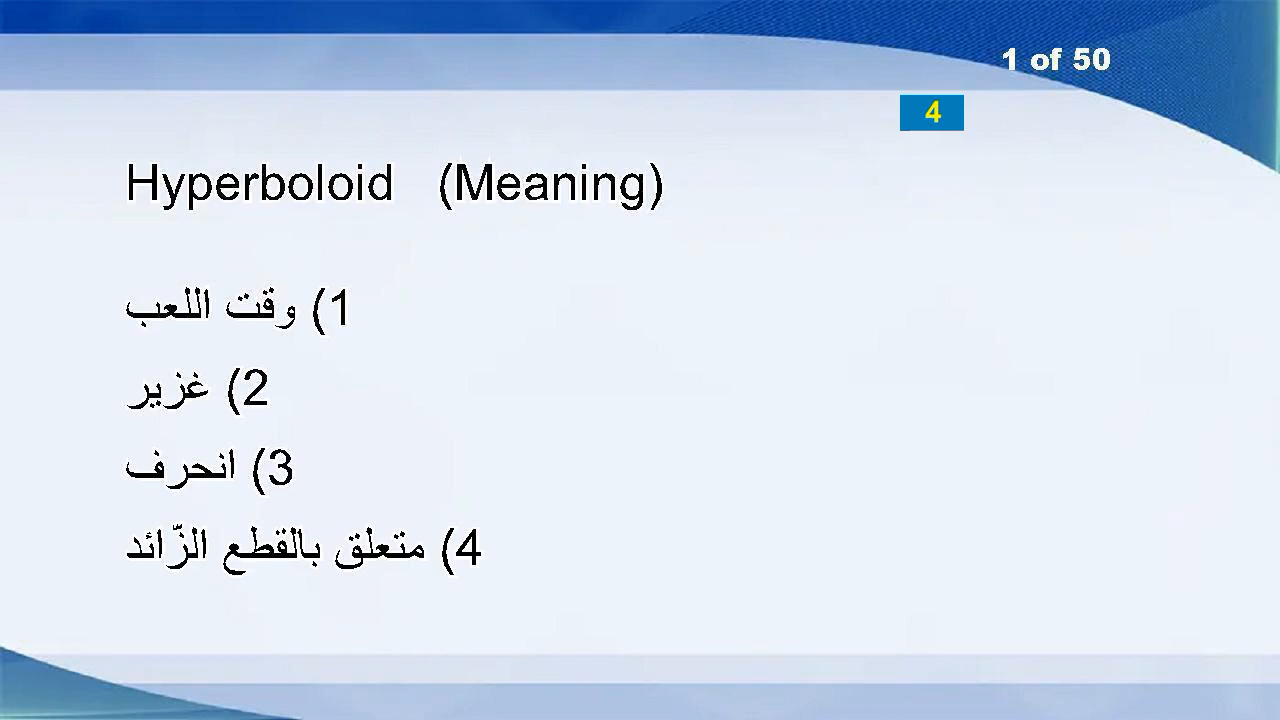 1 of 50
4
Hyperboloid (Meaning)
1) وقت اللعب
2) غزير
3) انحرف
4) متعلق بالقطع الزّائد